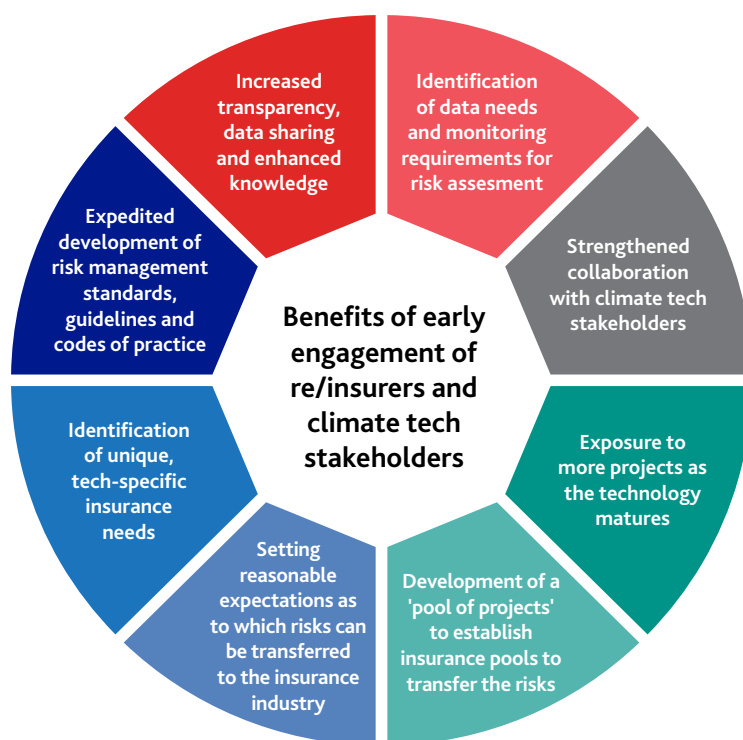 Increased
transparency,
data sharing
and enhanced
knowledge
Identification
of data needs
and monitoring
requirements for
risk assesment
Strengthened
collaboration
with climate tech
stakeholders
Exposure to
more projects as
the technology
matures
Development of a
'pool of projects'
to establish
insurance pools to
transfer the risks
Setting
reasonable
expectations as
to which risks can
be transferred
to the insurance
industry
Identification
of unique,
tech-specific
insurance
needs
Expedited
development of
risk management
standards,
guidelines and
codes of practice
Benefits of early
engagement of
re/insurers and
climate tech
stakeholders